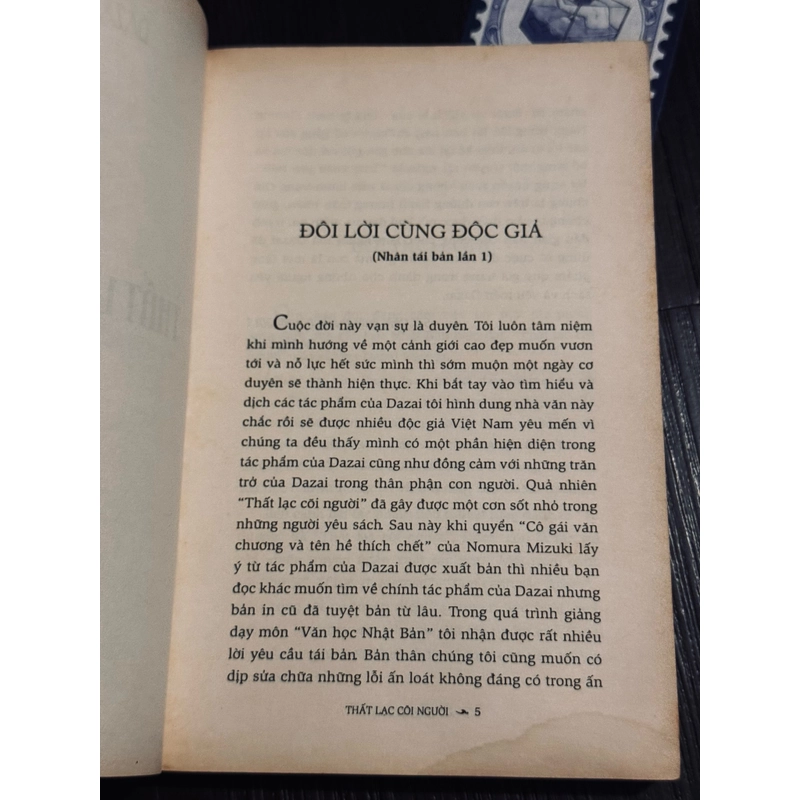 ĐÔI LỜI CÙNG ĐỘC GIẢ
(Nhân tái bản lần 1)
Cuộc đời này vạn sự là duyên. Tôi luôn tâm niệm
khi mình hướng về một cảnh giới cao đẹp muốn vươn
tới và nỗ lực hết sức mình thì sớm muộn một ngày cơ
duyên sẽ thành hiện thực. Khi bắt tay vào tìm hiểu và
dịch các tác phẩm của Dazai tôi hình dung nhà văn này
chắc rồi sẽ được nhiều độc giả Việt Nam yêu mến vì
chúng ta đều thấy mình có một phần hiện diện trong
tác phẩm của Dazai cũng như đồng cảm với những trăn
trở của Dazai trong thân phận con người. Quả nhiên
“Thất lạc cõi người” đã gây được một cơn sốt nhỏ trong
những người yêu sách. Sau này khi quyển “Cô gái văn
chương và tên hề thích chết” của Nomura Mizuki lấy
ý từ tác phẩm của Dazai được xuất bản thì nhiều bạn
đọc khác muốn tìm về chính tác phẩm của Dazai nhưng
bản in cũ đã tuyệt bản từ lâu. Trong quá trình giảng
dạy môn “Văn học Nhật Bản” tôi nhận được rất nhiều
lời yêu cầu tái bản. Bản thân chúng tôi cũng muốn có
dịp sửa chữa những lỗi ấn loát không đáng có trong ấn
THẤT LẠC CÕI NGƯỜI 5